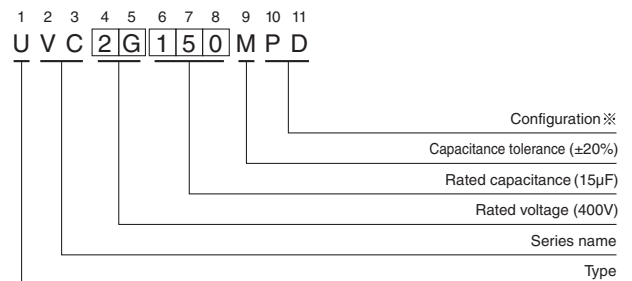 1 2 3 4 5 6 7 8 9 10 11
U V C 2 G 1 5 0 M P D
Configuration※
Capacitance tolerance (±20%)
Rated capacitance (15µF)
Rated voltage (400V)
Series name
Type